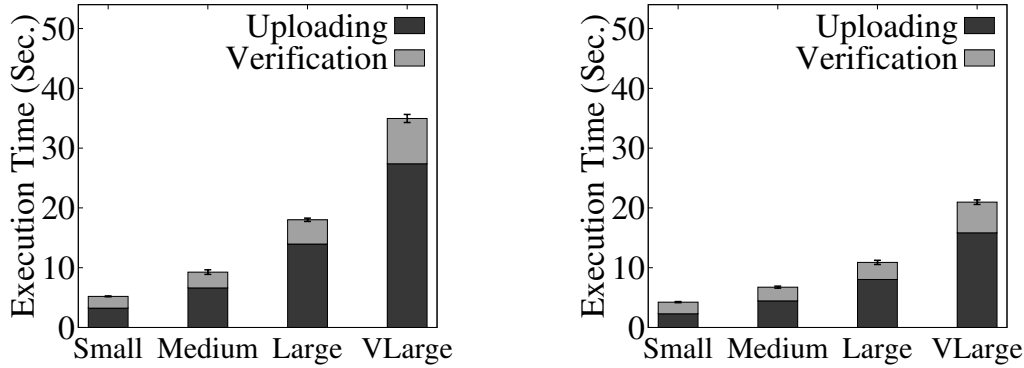 Execution Time (Sec.)
50
40
30
20
10
0
Uploading
Verification
Small Medium Large VLarge
Execution Time (Sec.)
50
40
30
20
10
0
Uploading
Verification
Small Medium Large VLarge